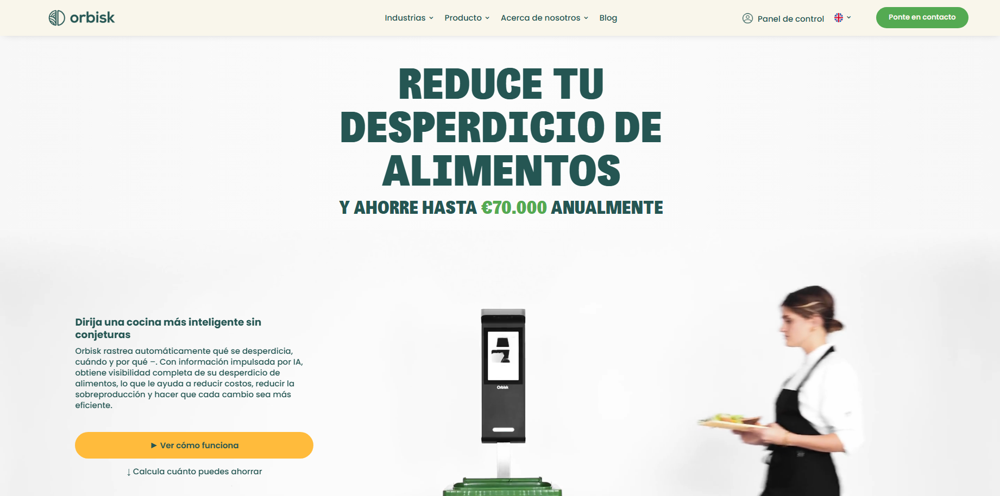 orbisk
Industrias
Producto
Acerca de nosotros
Blog
Panel de control
Ponte en contacto
REDUCE TU
DESPERDICIO DE
ALIMENTOS
Y AHORRE HASTA €70.000 ANUALMENTE
Dirija una cocina más inteligente sin
conjeturas
Orbisk rastrea automáticamente qué se desperdicia,
cuándo y por qué –. Con información impulsada por IA,
obtiene visibilidad completa de su desperdicio de
alimentos, lo que le ayuda a reducir costos, reducir la
sobreproducción y hacer que cada cambio sea más
eficiente.
► Ver cómo funciona
↓ Calcula cuánto puedes ahorrar
Orbisk